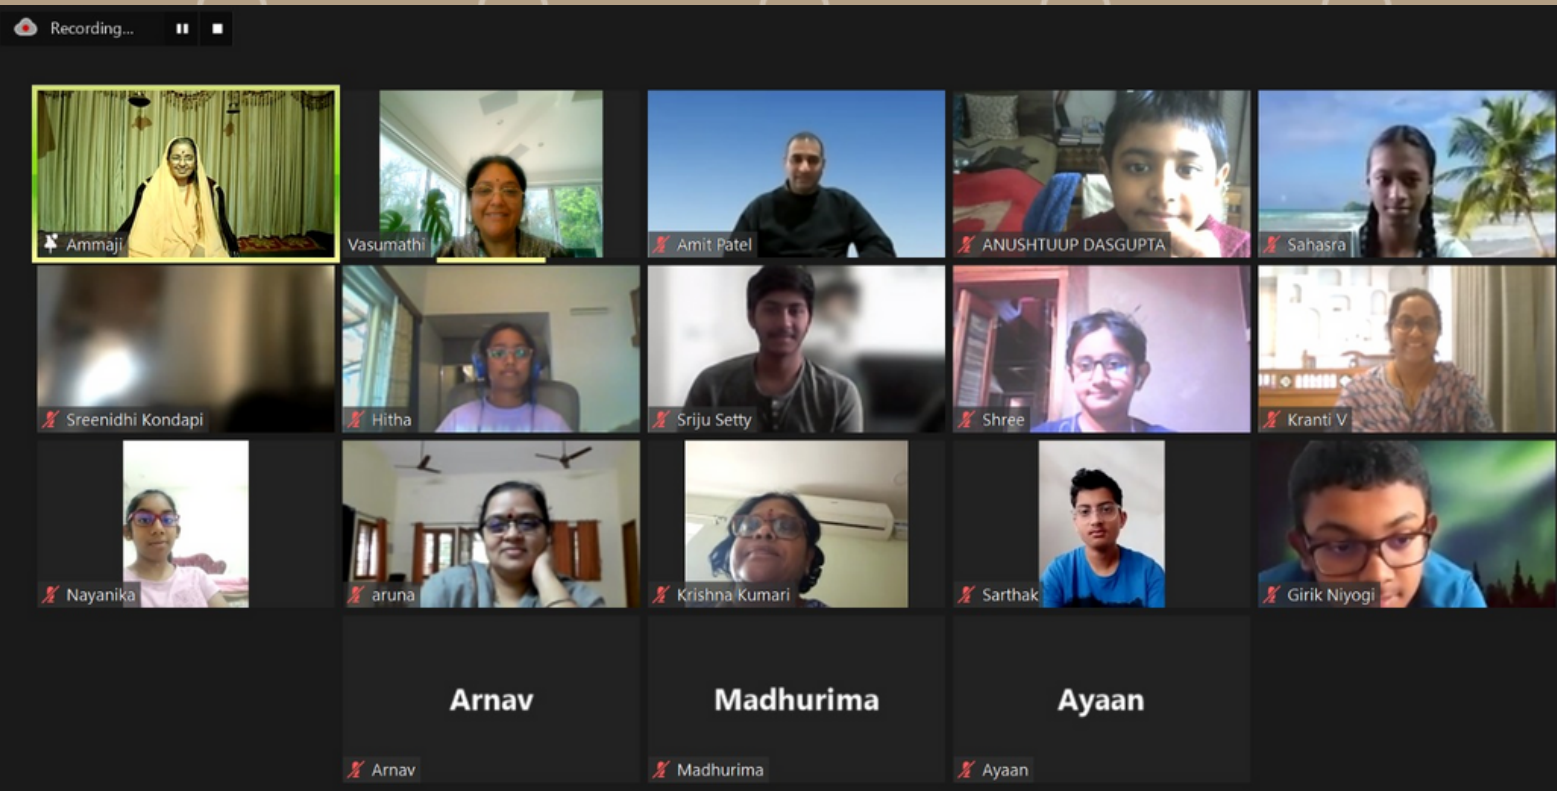 Recording...
Ammaji
Vasumathi
Amit Patel
ANUSHTUUP DASGUPTA
Sahasra
Sreenidhi Kondapi
Hitha
Sriju Setty
Shree
Kranti V
Nayanika
aruna
Krishna Kumari
Sarthak
Girik Niyogi
Arnav
Madhurima
Ayaan
Arnav
Madhurima
Ayaan